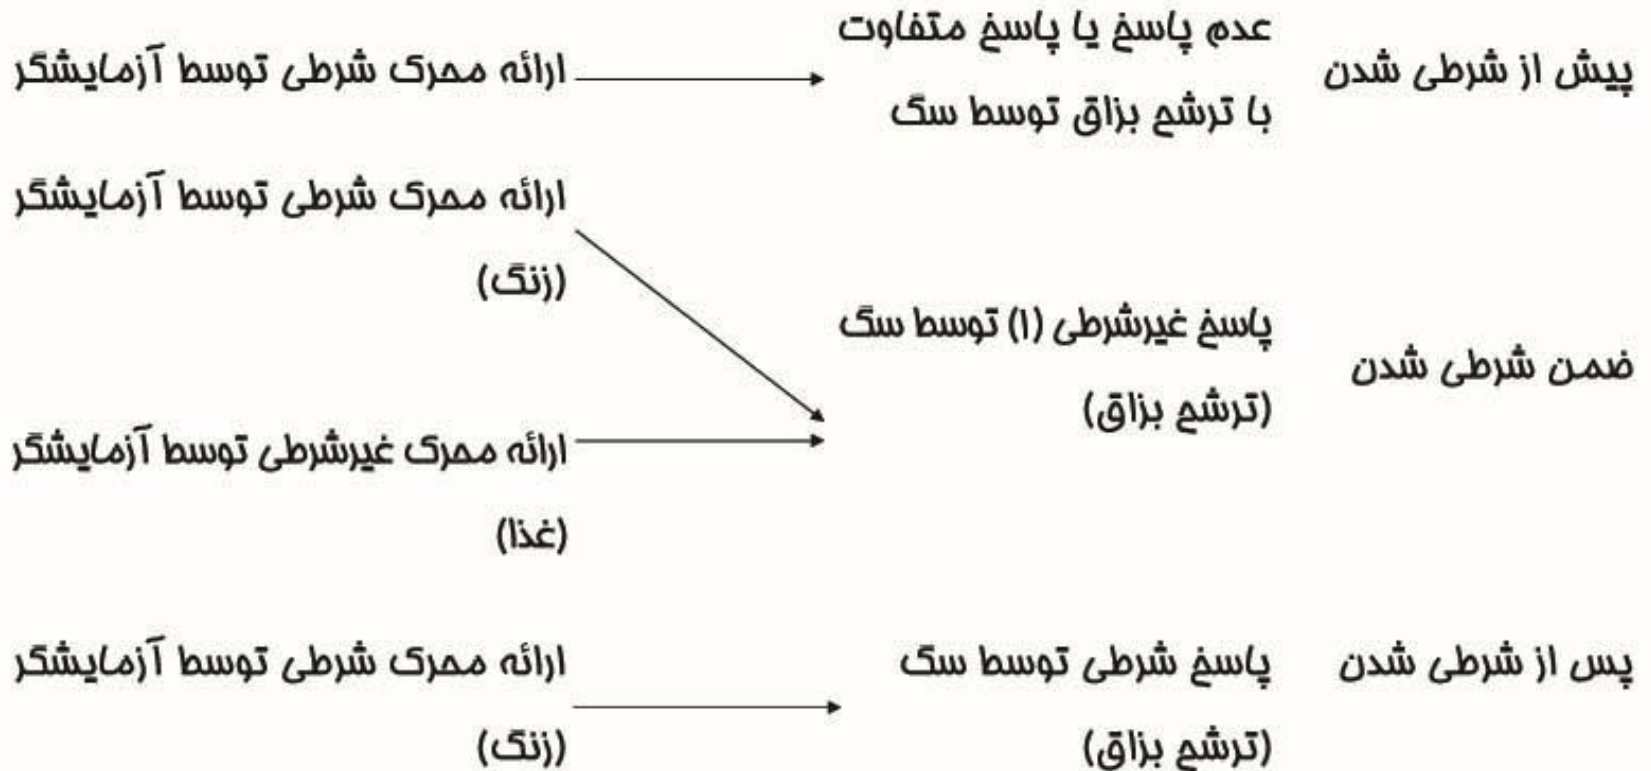 پیش از شرطی شدن
عدم پاسخ یا پاسخ متفاوت
با ترشح بزاق توسط سگ
ارائه محرک شرطی توسط آزمایشگر
ضمن شرطی شدن
پاسخ غیرشرطی (۱) توسط سگ
(ترشح بزاق)
ارائه محرک شرطی توسط آزمایشگر
(زنگ)
ارائه محرک غیرشرطی توسط آزمایشگر
(غذا)
پس از شرطی شدن
پاسخ شرطی توسط سگ
(ترشح بزاق)
ارائه محرک شرطی توسط آزمایشگر
(زنگ)